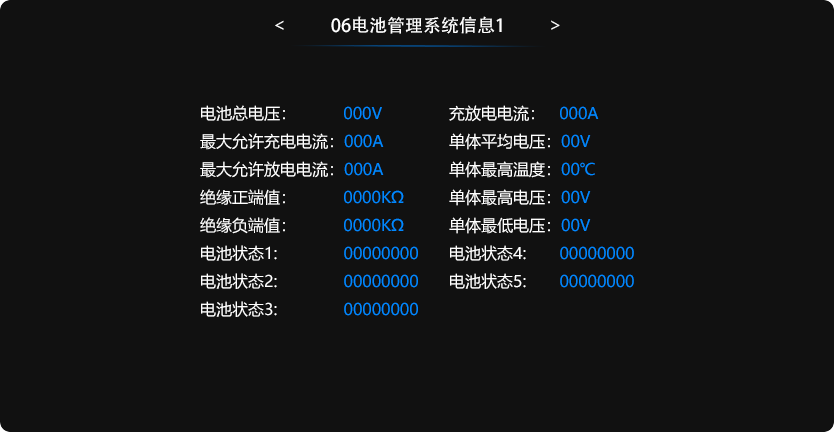 < 06电池管理系统信息1 >
电池总电压： 000V 充放电电流： 000A
最大允许充电电流：000A 单体平均电压：00V
最大允许放电电流：000A 单体最高温度：00℃
绝缘正端值： 0000KΩ 单体最高电压：00V
绝缘负端值： 0000KΩ 单体最低电压：00V
电池状态1: 00000000 电池状态4: 00000000
电池状态2: 00000000 电池状态5: 00000000
电池状态3: 00000000